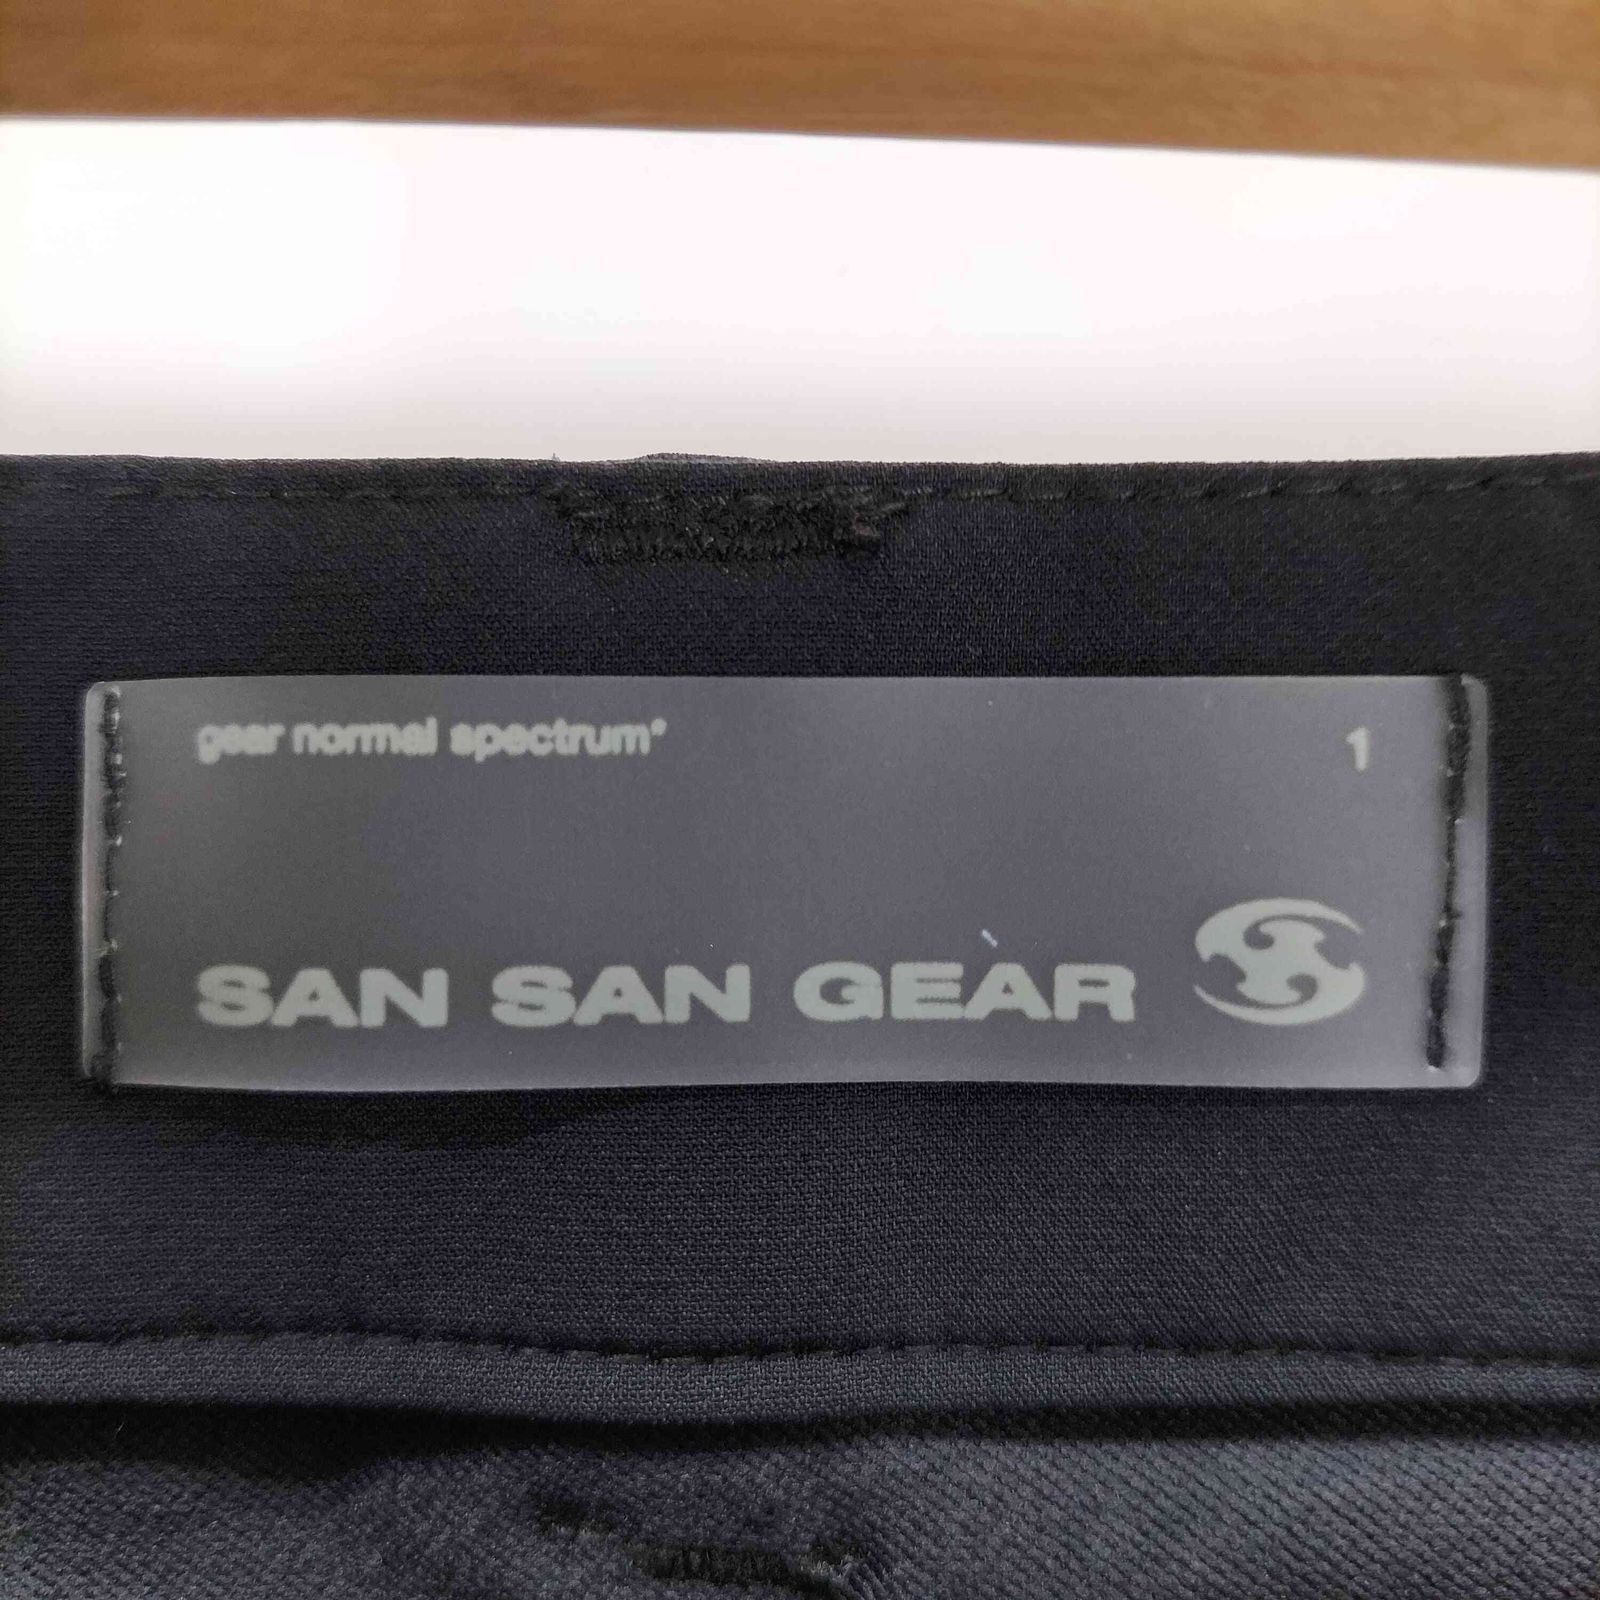 gear normal spectrum°
1
SAN SAN GEAR